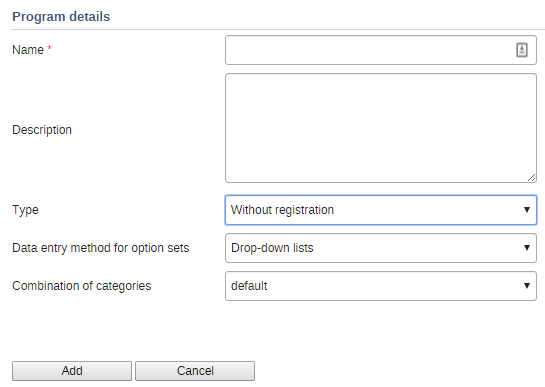 Program details
Name *
Description
Type Without registration
Data entry method for option sets Drop-down lists
Combination of categories default
Add Cancel